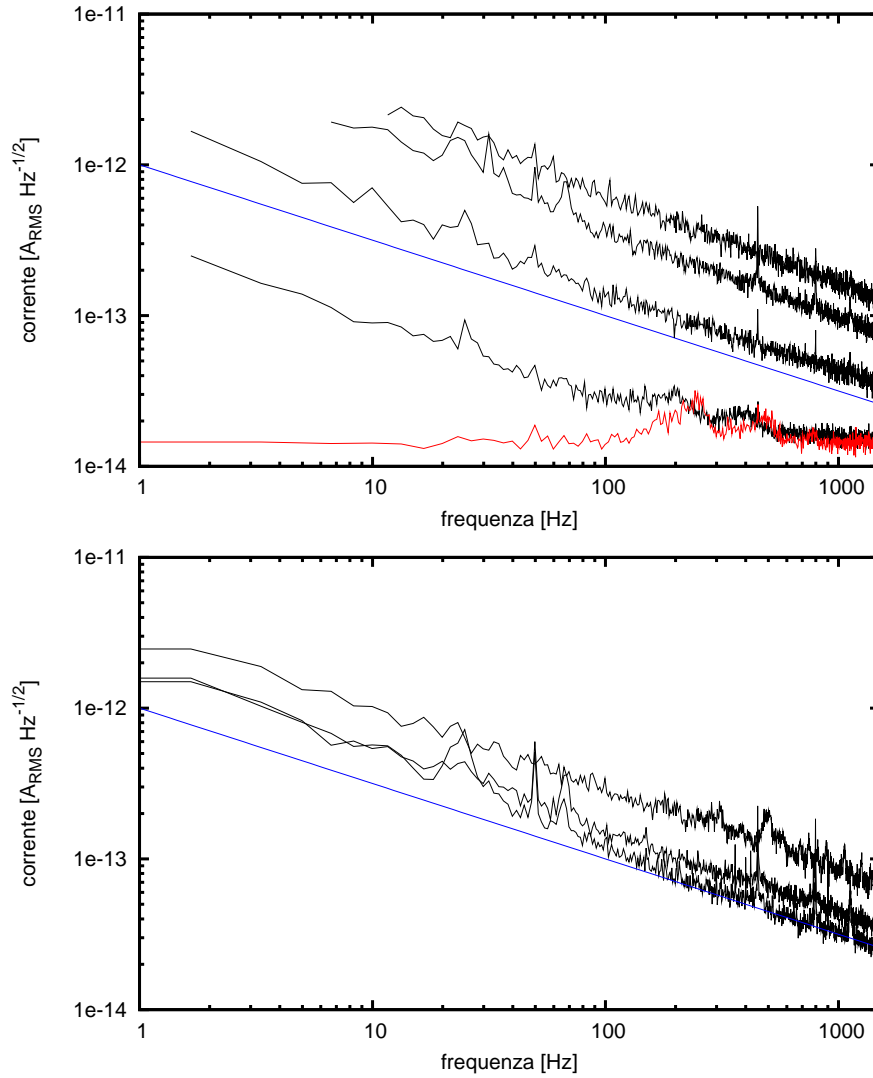 1e-11
1e-12
1e-13
1e-14
corrente [A_RMS Hz^-1/2]
1 10 100 1000
frequenza [Hz]
1e-11
1e-12
1e-13
1e-14
corrente [A_RMS Hz^-1/2]
1 10 100 1000
frequenza [Hz]